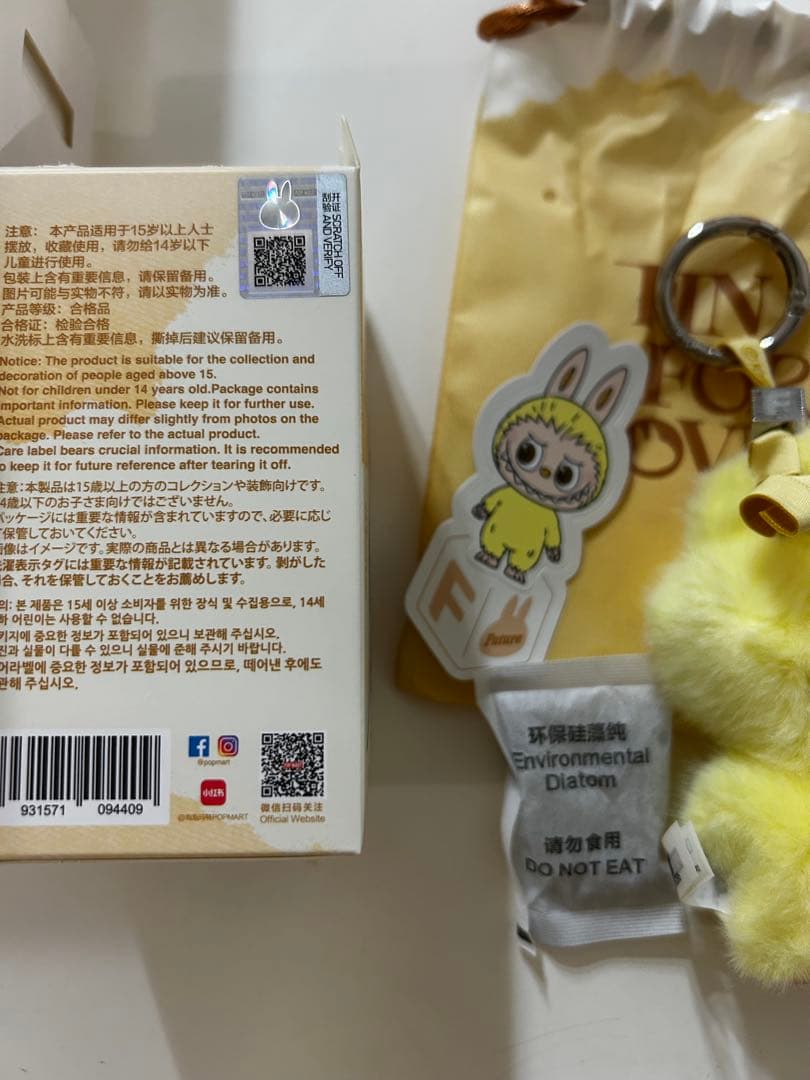 注意: 本产品适用于15岁以上人士
摆放，收藏使用，请勿给14岁以下
儿童进行使用。
包装上含有重要信息，请保留备用。
图片可能与实物不符，请以实物为准。
产品等级：合格品
合格证：检验合格
水洗标上含有重要信息，撕掉后建议保留备用。
Notice: The product is suitable for the collection and
decoration of people aged above 15.
Not for children under 14 years old.Package contains
important information. Please keep it for further use.
Actual product may differ slightly from photos on the
package. Please refer to the actual product.
Care label bears crucial information. It is recommended
to keep it for future reference after tearing it off.
注意:本製品は15歳以上の方のコレクションや装飾向けです。
4歳以下のお子さま向けではございません。
パッケージには重要な情報が含まれていますので、必要に応じ
て保管しておいてください。
画像はイメージです。実際の商品とは異なる場合があります。
洗濯表示タグには重要な情報が記載されています。剝がした
場合、それを保管しておくことをお薦めします。
의: 본 제품은 15세 이상 소비자를 위한 장식 및 수집용으로, 14세
하 어린이는 사용할 수 없습니다.
키지에 중요한 정보가 포함되어 있으니 보관해 주십시오.
진과 실물이 다를 수 있으니 실물에 준해 주시기 바랍니다.
어라벨에 중요한 정보가 포함되어 있으므로, 떼어낸 후에도
관해 주십시오.
刮开
验证
SCRATCH OFF
AND VERIFY
931571 094409
@popmart
小红书
POPMART
微信扫码关注
Official Website
PIN
FOR
LOVE
F
Future
环保硅藻纯
Environmental
Diatom
请勿食用
DO NOT EAT